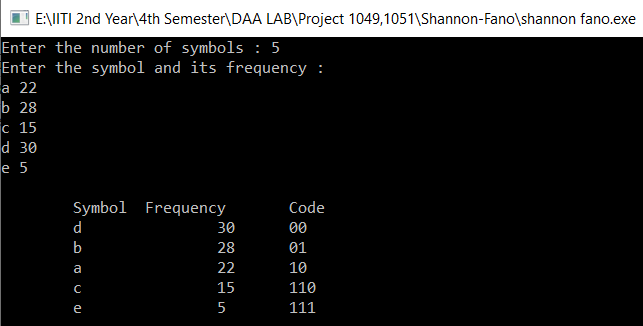 E:\IITI 2nd Year\4th Semester\DAA LAB\Project 1049,1051\Shannon-Fano\shannon fano.exe
Enter the number of symbols : 5
Enter the symbol and its frequency :
a 22
b 28
c 15
d 30
e 5
Symbol Frequency Code
d 30 00
b 28 01
a 22 10
c 15 110
e 5 111